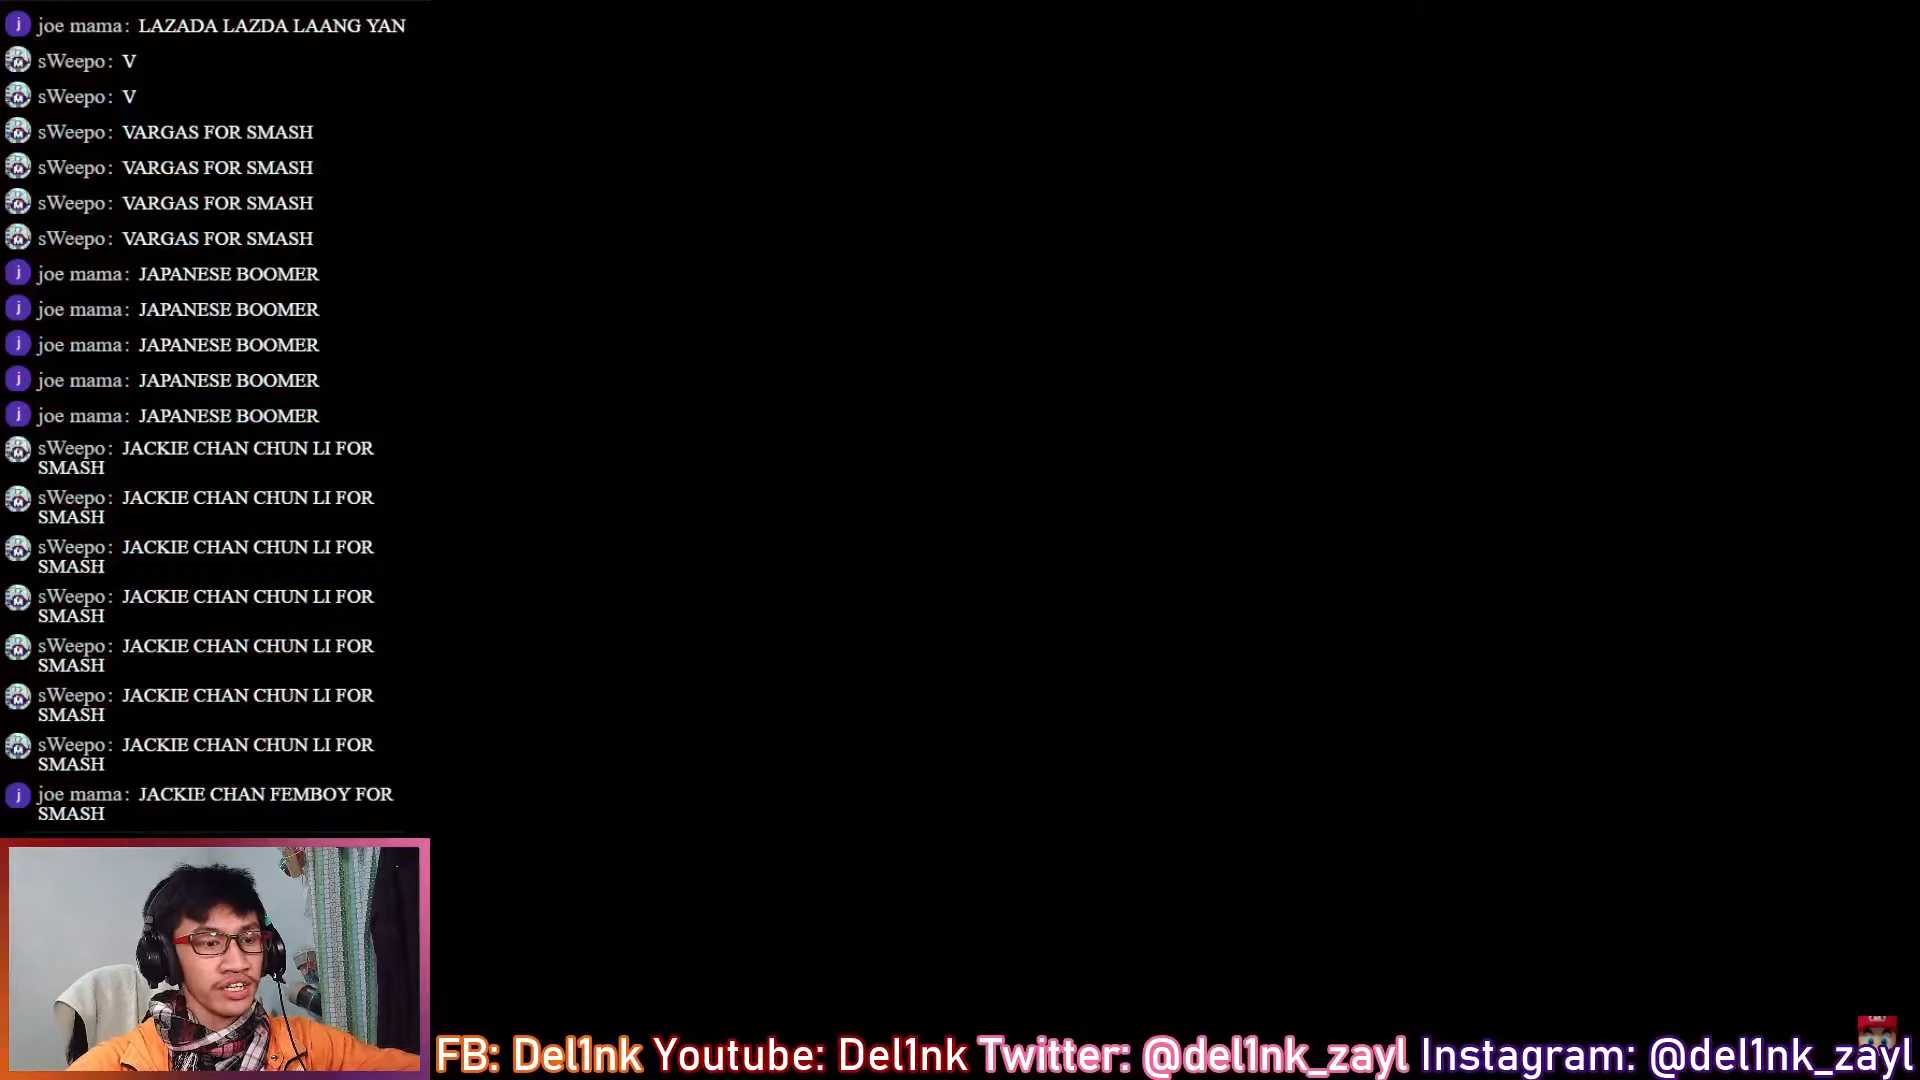 j joe mama: LAZADA LAZDA LAANG YAN
sWeepo: V
sWeepo: V
sWeepo: VARGAS FOR SMASH
sWeepo: VARGAS FOR SMASH
sWeepo: VARGAS FOR SMASH
sWeepo: VARGAS FOR SMASH
j joe mama: JAPANESE BOOMER
j joe mama: JAPANESE BOOMER
j joe mama: JAPANESE BOOMER
j joe mama: JAPANESE BOOMER
j joe mama: JAPANESE BOOMER
sWeepo: JACKIE CHAN CHUN LI FOR
SMASH
sWeepo: JACKIE CHAN CHUN LI FOR
SMASH
sWeepo: JACKIE CHAN CHUN LI FOR
SMASH
sWeepo: JACKIE CHAN CHUN LI FOR
SMASH
sWeepo: JACKIE CHAN CHUN LI FOR
SMASH
sWeepo: JACKIE CHAN CHUN LI FOR
SMASH
sWeepo: JACKIE CHAN CHUN LI FOR
SMASH
j joe mama: JACKIE CHAN FEMBOY FOR
SMASH
FB: Del1nk Youtube: Del1nk Twitter: @del1nk_zayl Instagram: @del1nk_zayl